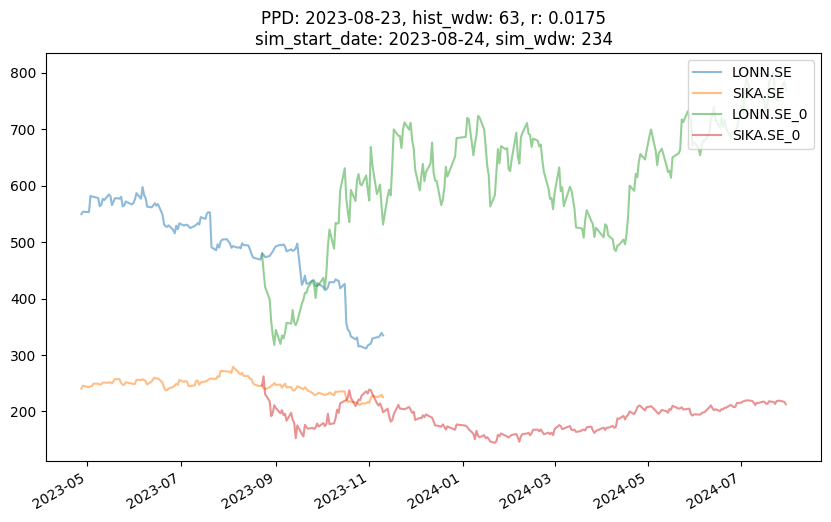 PPD: 2023-08-23, hist_wdw: 63, r: 0.0175
sim_start_date: 2023-08-24, sim_wdw: 234
800
700
600
500
400
300
200
LONN.SE
SIKA.SE
LONN.SE_0
SIKA.SE_0
2023-05
2023-07
2023-09
2023-11
2024-01
2024-03
2024-05
2024-07